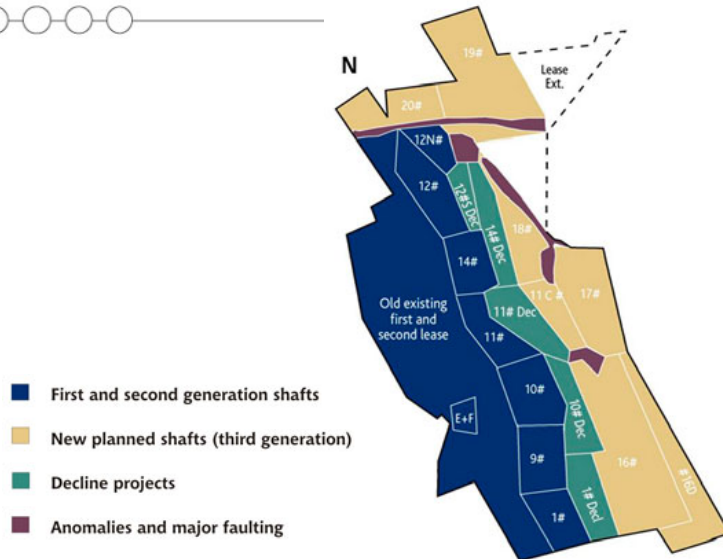 N
19#
Lease
Ext.
20#
12N#
12#
12#S Dec
14# Dec
18#
14#
11 C #
17#
Old existing
first and
second lease
11# Dec
11#
10#
10# Dec
E+F
9#
16#
#16D
1# Decl
1#
First and second generation shafts
New planned shafts (third generation)
Decline projects
Anomalies and major faulting